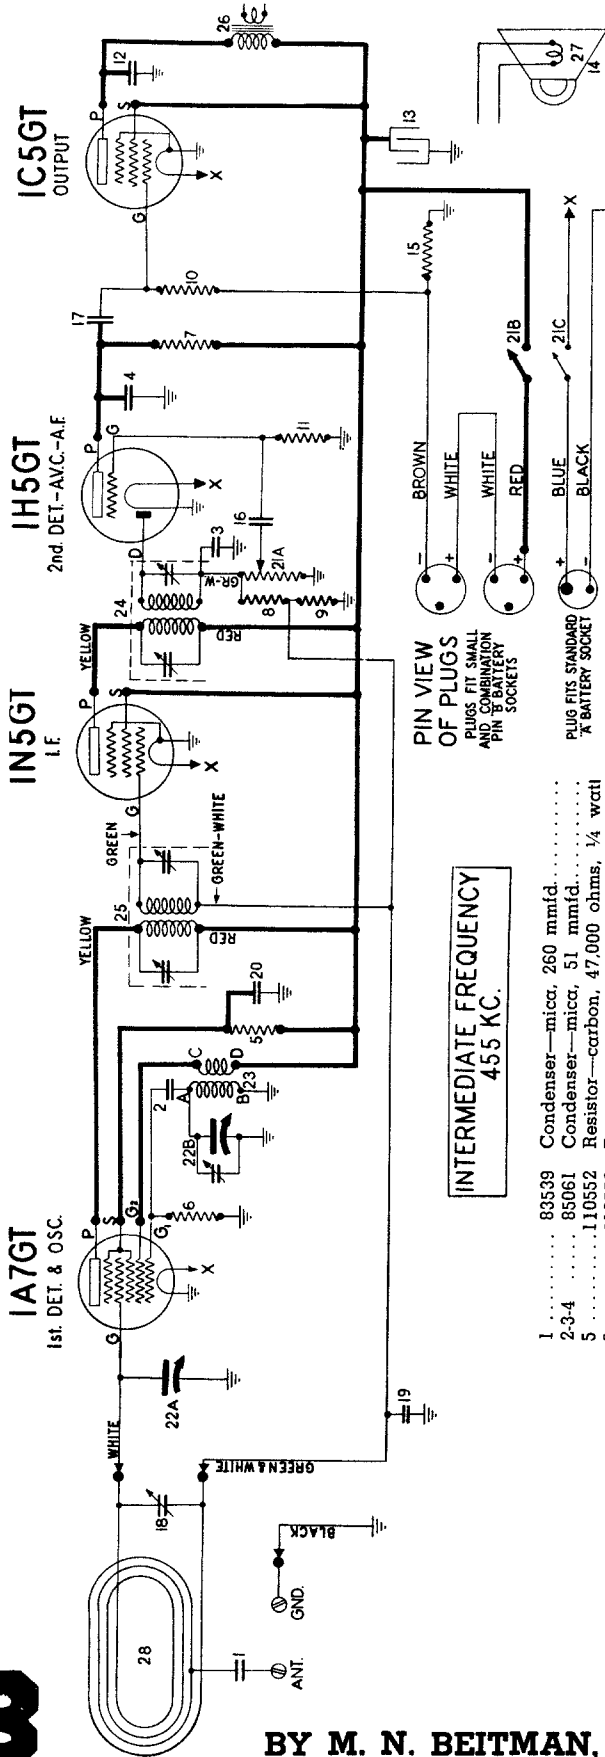 1A7GT
1st. DET. & OSC.
1N5GT
I.F.
1H5GT
2nd. DET.-A.V.C.-A.F.
1C5GT
OUTPUT
28
1
ANT.
GND.
BLACK
18
WHITE
GREEN & WHITE
22A
19
G
P
S
G2
G1
X
6
2
A
B
22B
23
C
D
5
20
YELLOW
25
RED
GREEN
GREEN-WHITE
G
P
S
X
YELLOW
24
RED
GR-W.
D
3
8
9
21A
16
P
G
X
11
4
7
17
10
G
P
S
X
12
26
13
15
27
14
PIN VIEW
OF PLUGS
PLUGS FIT SMALL
AND COMBINATION
PIN "B" BATTERY
SOCKETS
BROWN
-
WHITE
+
WHITE
-
RED
+
21B
PLUG FITS STANDARD
"A" BATTERY SOCKET
BLUE
+
BLACK
-
21C
X
INTERMEDIATE FREQUENCY
455 KC.
1 .......... 83539 Condenser—mica, 260 mmfd...........
2-3-4 ..... 85061 Condenser—mica, 51 mmfd...........
5 ..........110552 Resistor—carbon, 47,000 ohms, ¼ watt
BY M. N. BEITMAN.